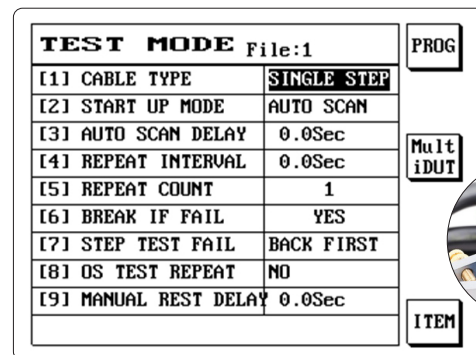 TEST MODE File:1
PROG
[1] CABLE TYPE SINGLE STEP
[2] START UP MODE AUTO SCAN
[3] AUTO SCAN DELAY 0.0Sec
[4] REPEAT INTERVAL 0.0Sec
Mult
iDUT
[5] REPEAT COUNT 1
[6] BREAK IF FAIL YES
[7] STEP TEST FAIL BACK FIRST
[8] OS TEST REPEAT NO
[9] MANUAL REST DELAY 0.0Sec
ITEM